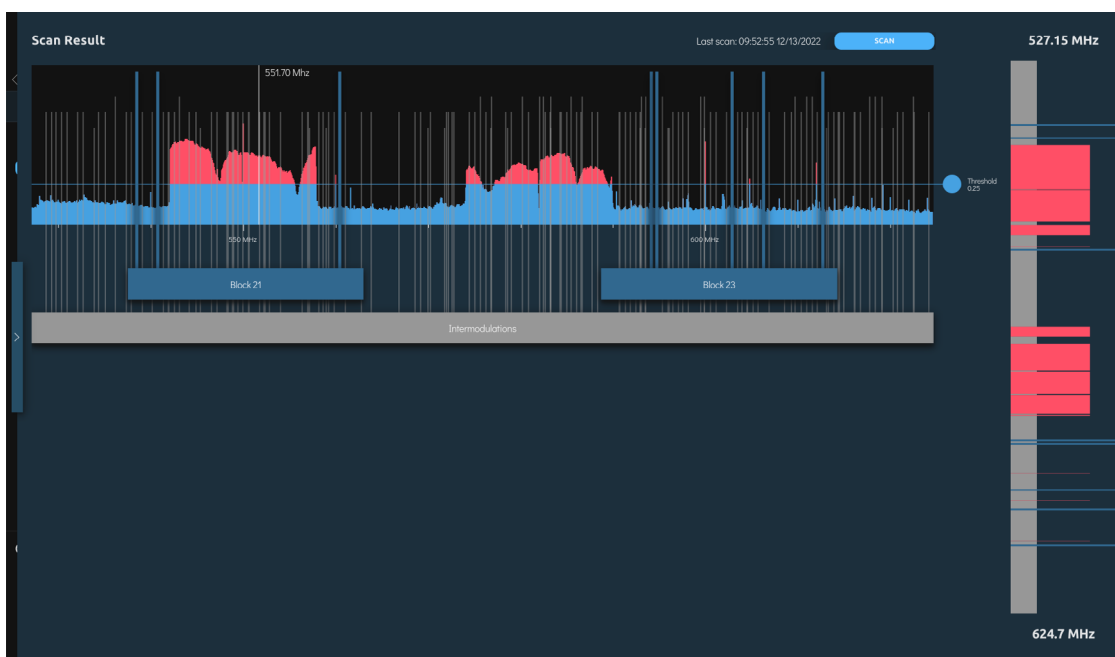 Scan Result
Last scan: 09:52:55 12/13/2022
SCAN
527.15 MHz
551.70 Mhz
Threshold
0.25
550 MHz
600 MHz
Block 21
Block 23
Intermodulations
624.7 MHz